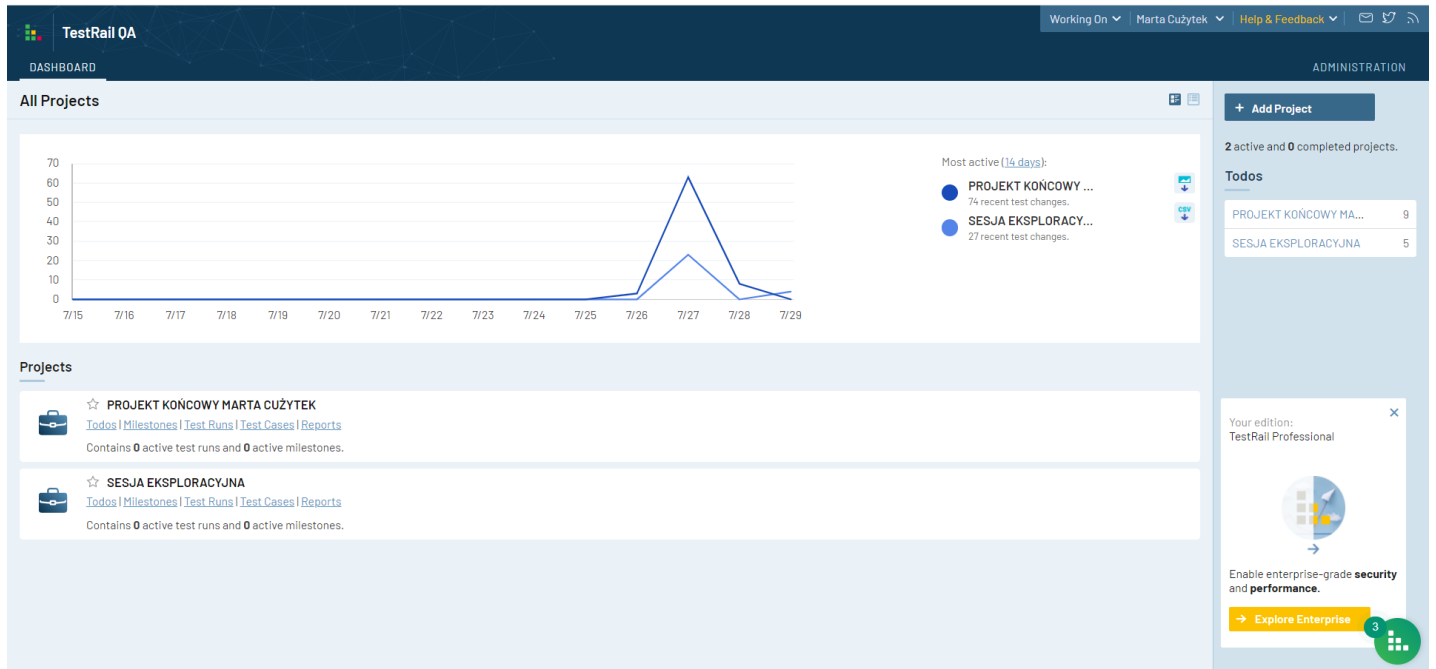 TestRail QA
Working On
Marta Cużytek
Help & Feedback
DASHBOARD
ADMINISTRATION
All Projects
+ Add Project
2 active and 0 completed projects.
Todos
PROJEKT KOŃCOWY MA... 9
SESJA EKSPLORACYJNA 5
70
60
50
40
30
20
10
0
7/15 7/16 7/17 7/18 7/19 7/20 7/21 7/22 7/23 7/24 7/25 7/26 7/27 7/28 7/29
Most active (14 days):
PROJEKT KOŃCOWY ...
74 recent test changes.
SESJA EKSPLORACY...
27 recent test changes.
CSV
Projects
PROJEKT KOŃCOWY MARTA CUŻYTEK
Todos | Milestones | Test Runs | Test Cases | Reports
Contains 0 active test runs and 0 active milestones.
SESJA EKSPLORACYJNA
Todos | Milestones | Test Runs | Test Cases | Reports
Contains 0 active test runs and 0 active milestones.
Your edition:
TestRail Professional
Enable enterprise-grade security
and performance.
Explore Enterprise
3